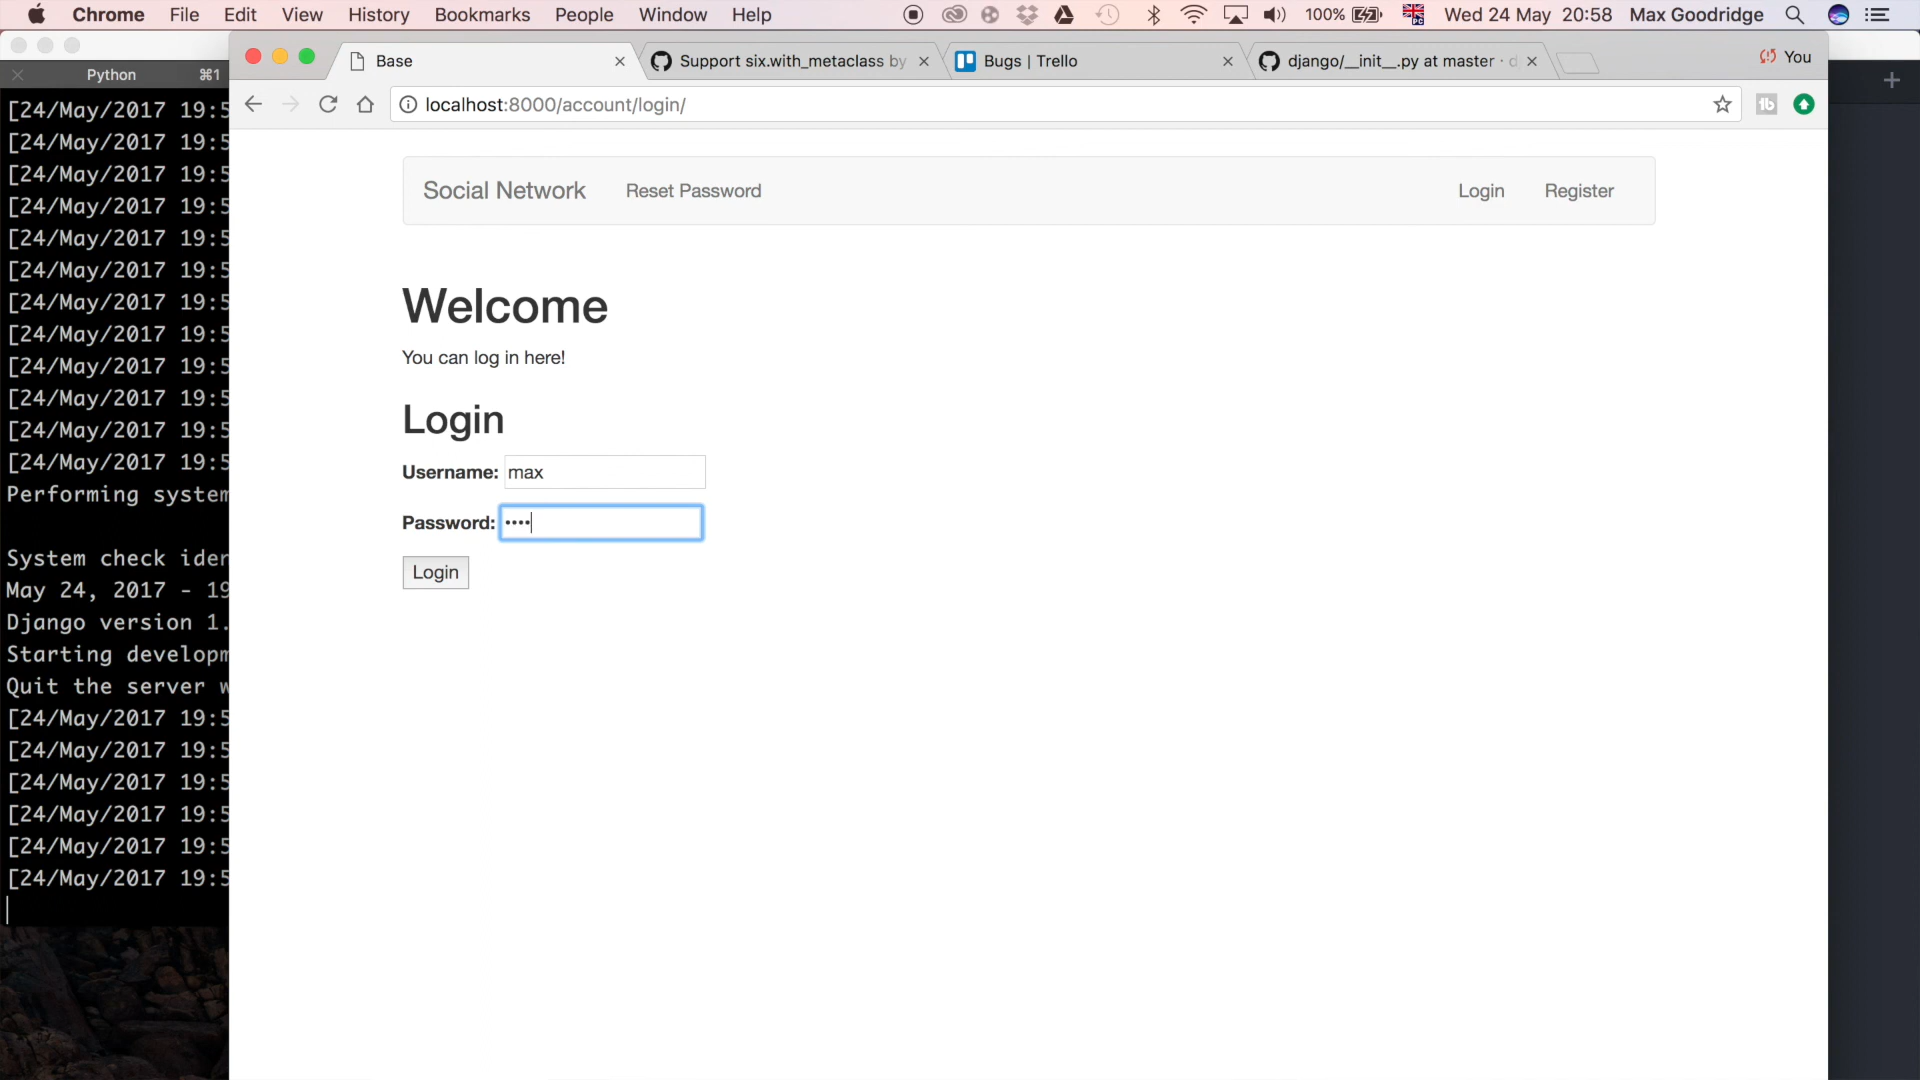 Chrome File Edit View History Bookmarks People Window Help 100% Wed 24 May 20:58 Max Goodridge
Python ⌘1
Base
Support six.with_metaclass by
Bugs | Trello
django/__init__.py at master · d
You
localhost:8000/account/login/
Social Network Reset Password Login Register
Welcome
You can log in here!
Login
Username: max
Password: ••••
Login
[24/May/2017 19:5
[24/May/2017 19:5
[24/May/2017 19:5
[24/May/2017 19:5
[24/May/2017 19:5
[24/May/2017 19:5
[24/May/2017 19:5
[24/May/2017 19:5
[24/May/2017 19:5
[24/May/2017 19:5
[24/May/2017 19:5
[24/May/2017 19:5
Performing system
System check iden
May 24, 2017 - 19
Django version 1.
Starting developm
Quit the server w
[24/May/2017 19:5
[24/May/2017 19:5
[24/May/2017 19:5
[24/May/2017 19:5
[24/May/2017 19:5
[24/May/2017 19:5